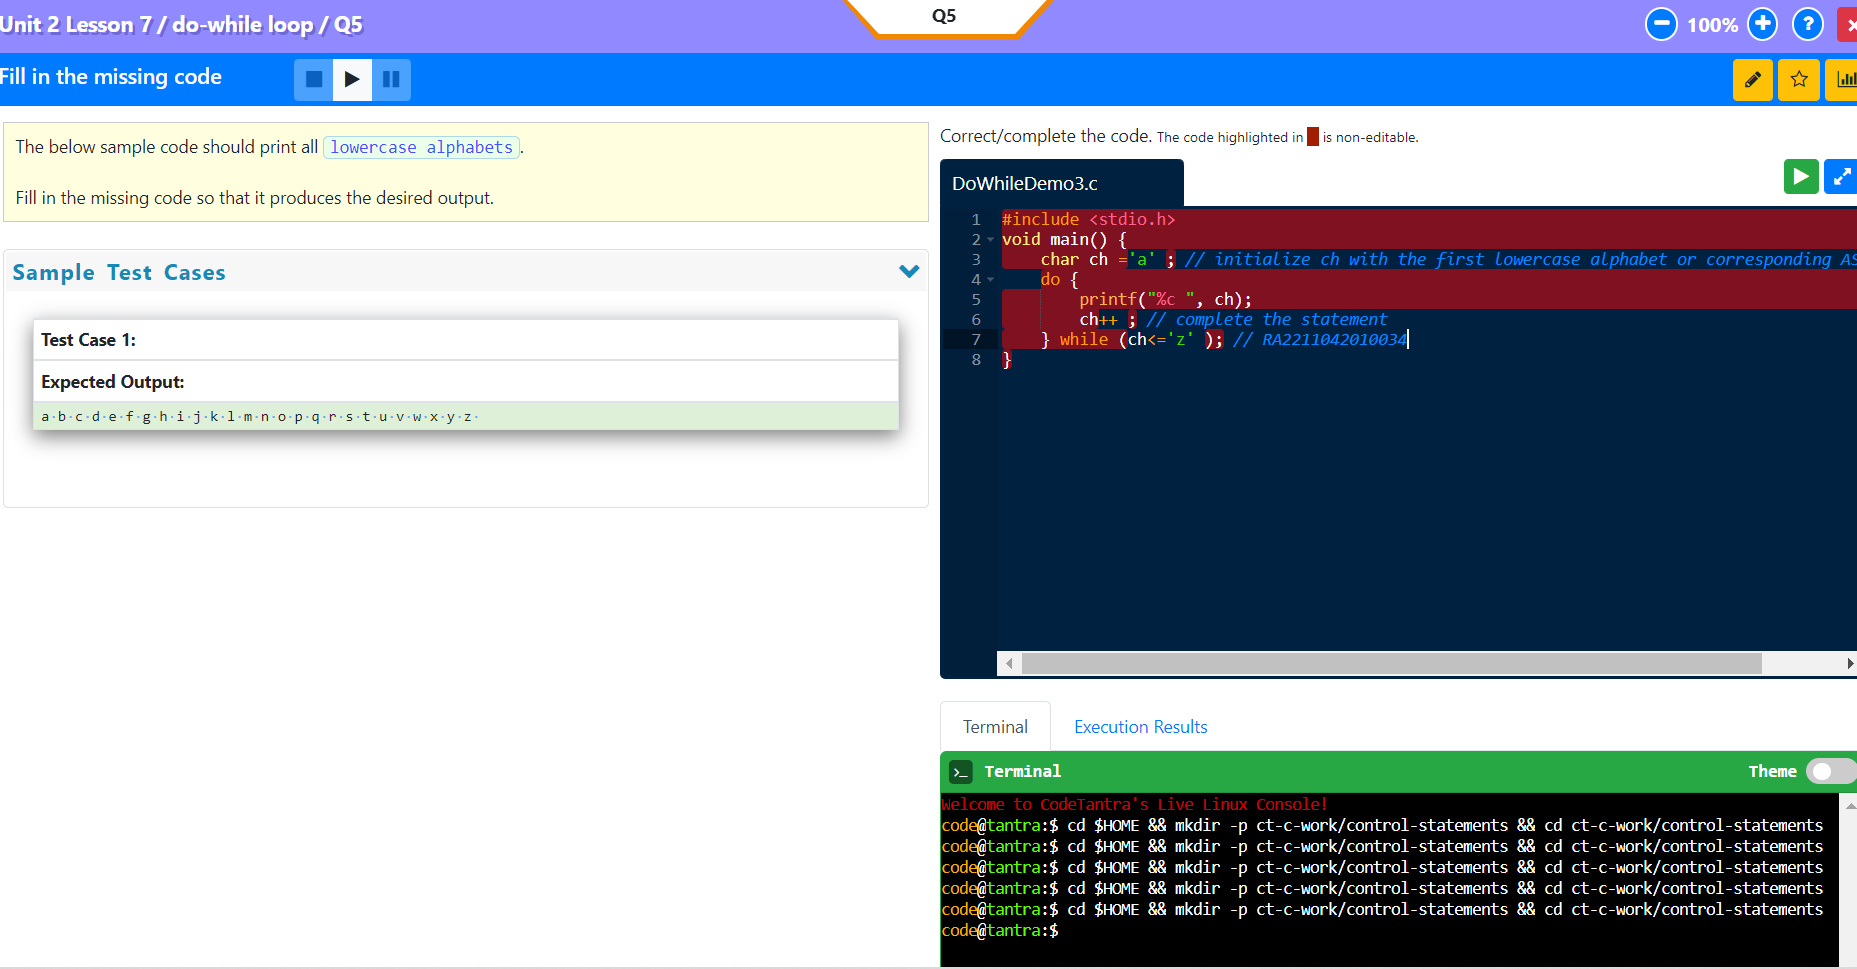 Unit 2 Lesson 7 / do-while loop / Q5
Q5
100%
?
Fill in the missing code
The below sample code should print all lowercase alphabets.
Fill in the missing code so that it produces the desired output.
Sample Test Cases
Test Case 1:
Expected Output:
a·b·c·d·e·f·g·h·i·j·k·l·m·n·o·p·q·r·s·t·u·v·w·x·y·z·
Correct/complete the code. The code highlighted in is non-editable.
DoWhileDemo3.c
1 #include <stdio.h>
2 void main() {
3 char ch ='a' ; // initialize ch with the first lowercase alphabet or corresponding AS
4 do {
5 printf("%c ", ch);
6 ch++ ; // complete the statement
7 } while (ch<='z' ); // RA2211042010034
8 }
Terminal
Execution Results
>_ Terminal
Theme
Welcome to CodeTantra's Live Linux Console!
code@tantra:$ cd $HOME && mkdir -p ct-c-work/control-statements && cd ct-c-work/control-statements
code@tantra:$ cd $HOME && mkdir -p ct-c-work/control-statements && cd ct-c-work/control-statements
code@tantra:$ cd $HOME && mkdir -p ct-c-work/control-statements && cd ct-c-work/control-statements
code@tantra:$ cd $HOME && mkdir -p ct-c-work/control-statements && cd ct-c-work/control-statements
code@tantra:$ cd $HOME && mkdir -p ct-c-work/control-statements && cd ct-c-work/control-statements
code@tantra:$